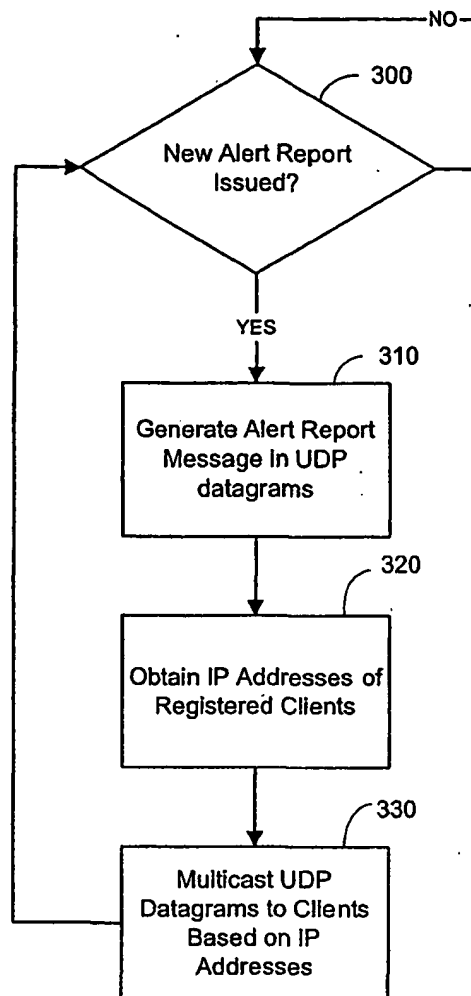 NO
300
New Alert Report
Issued?
YES
310
Generate Alert Report
Message in UDP
datagrams
320
Obtain IP Addresses of
Registered Clients
330
Multicast UDP
Datagrams to Clients
Based on IP
Addresses